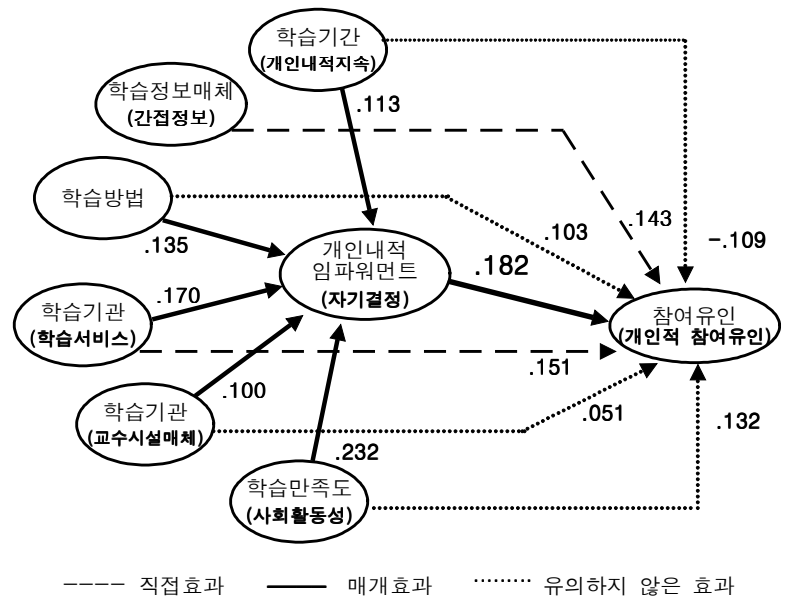 학습기간
(개인내적지속)
.113
학습정보매체
(간접정보)
학습방법
.135
.103
.143
-.109
개인내적
임파워먼트
(자기결정)
.182
학습기관
(학습서비스)
.170
참여유인
(개인적 참여유인)
.151
학습기관
(교수시설매체)
.100
.051
.132
.232
학습만족도
(사회활동성)
직접효과
매개효과
유의하지 않은 효과